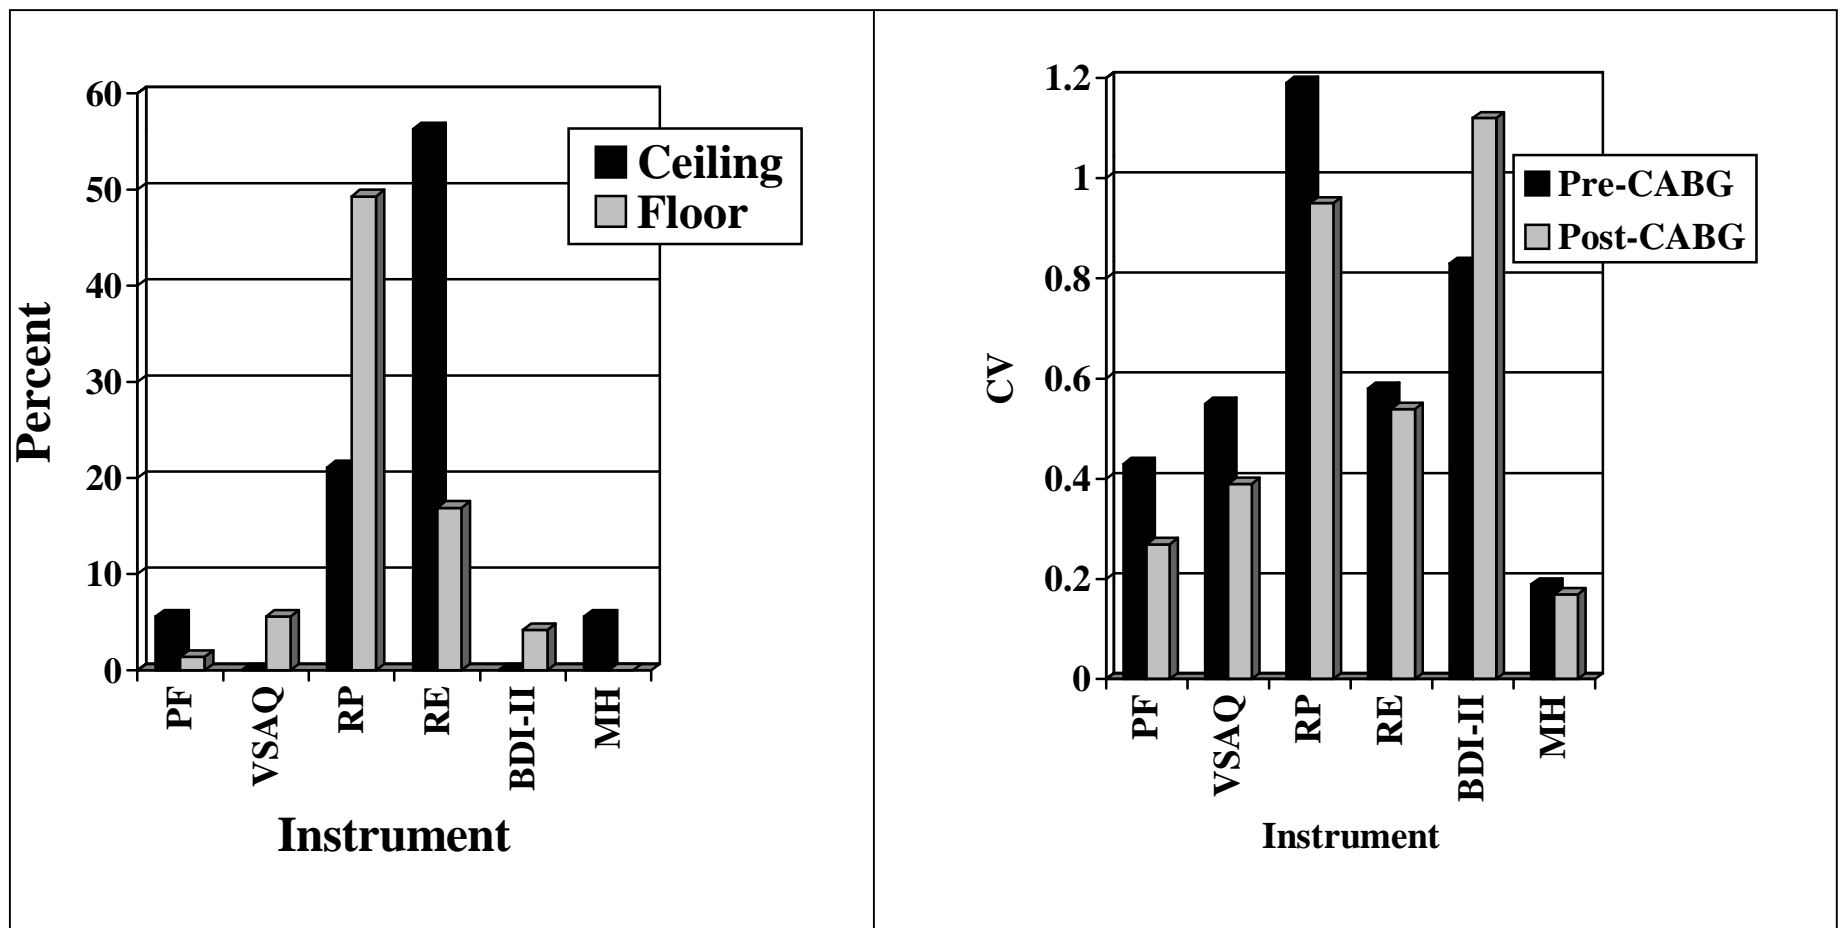 60
50
40
30
20
10
0
Percent
Ceiling
Floor
PF
VSAQ
RP
RE
BDI-II
MH
Instrument
1.2
1
0.8
0.6
0.4
0.2
0
CV
Pre-CABG
Post-CABG
PF
VSAQ
RP
RE
BDI-II
MH
Instrument